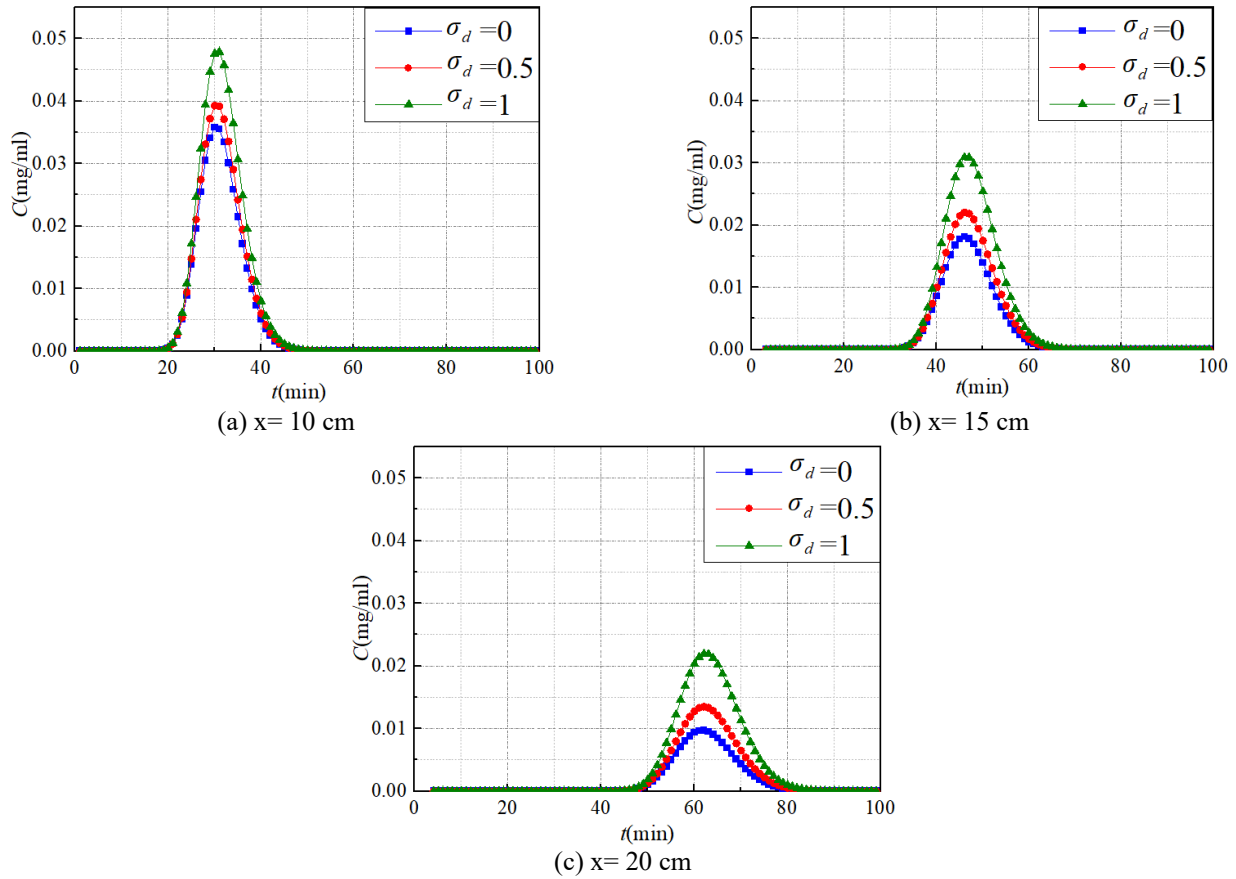 0.05
0.04
0.03
0.02
0.01
0.00
C(mg/ml)
0 20 40 60 80 100
t(min)
σd=0
σd=0.5
σd=1
(a) x= 10 cm
0.05
0.04
0.03
0.02
0.01
0.00
C(mg/ml)
0 20 40 60 80 100
t(min)
σd=0
σd=0.5
σd=1
(b) x= 15 cm
0.05
0.04
0.03
0.02
0.01
0.00
C(mg/ml)
0 20 40 60 80 100
t(min)
σd=0
σd=0.5
σd=1
(c) x= 20 cm